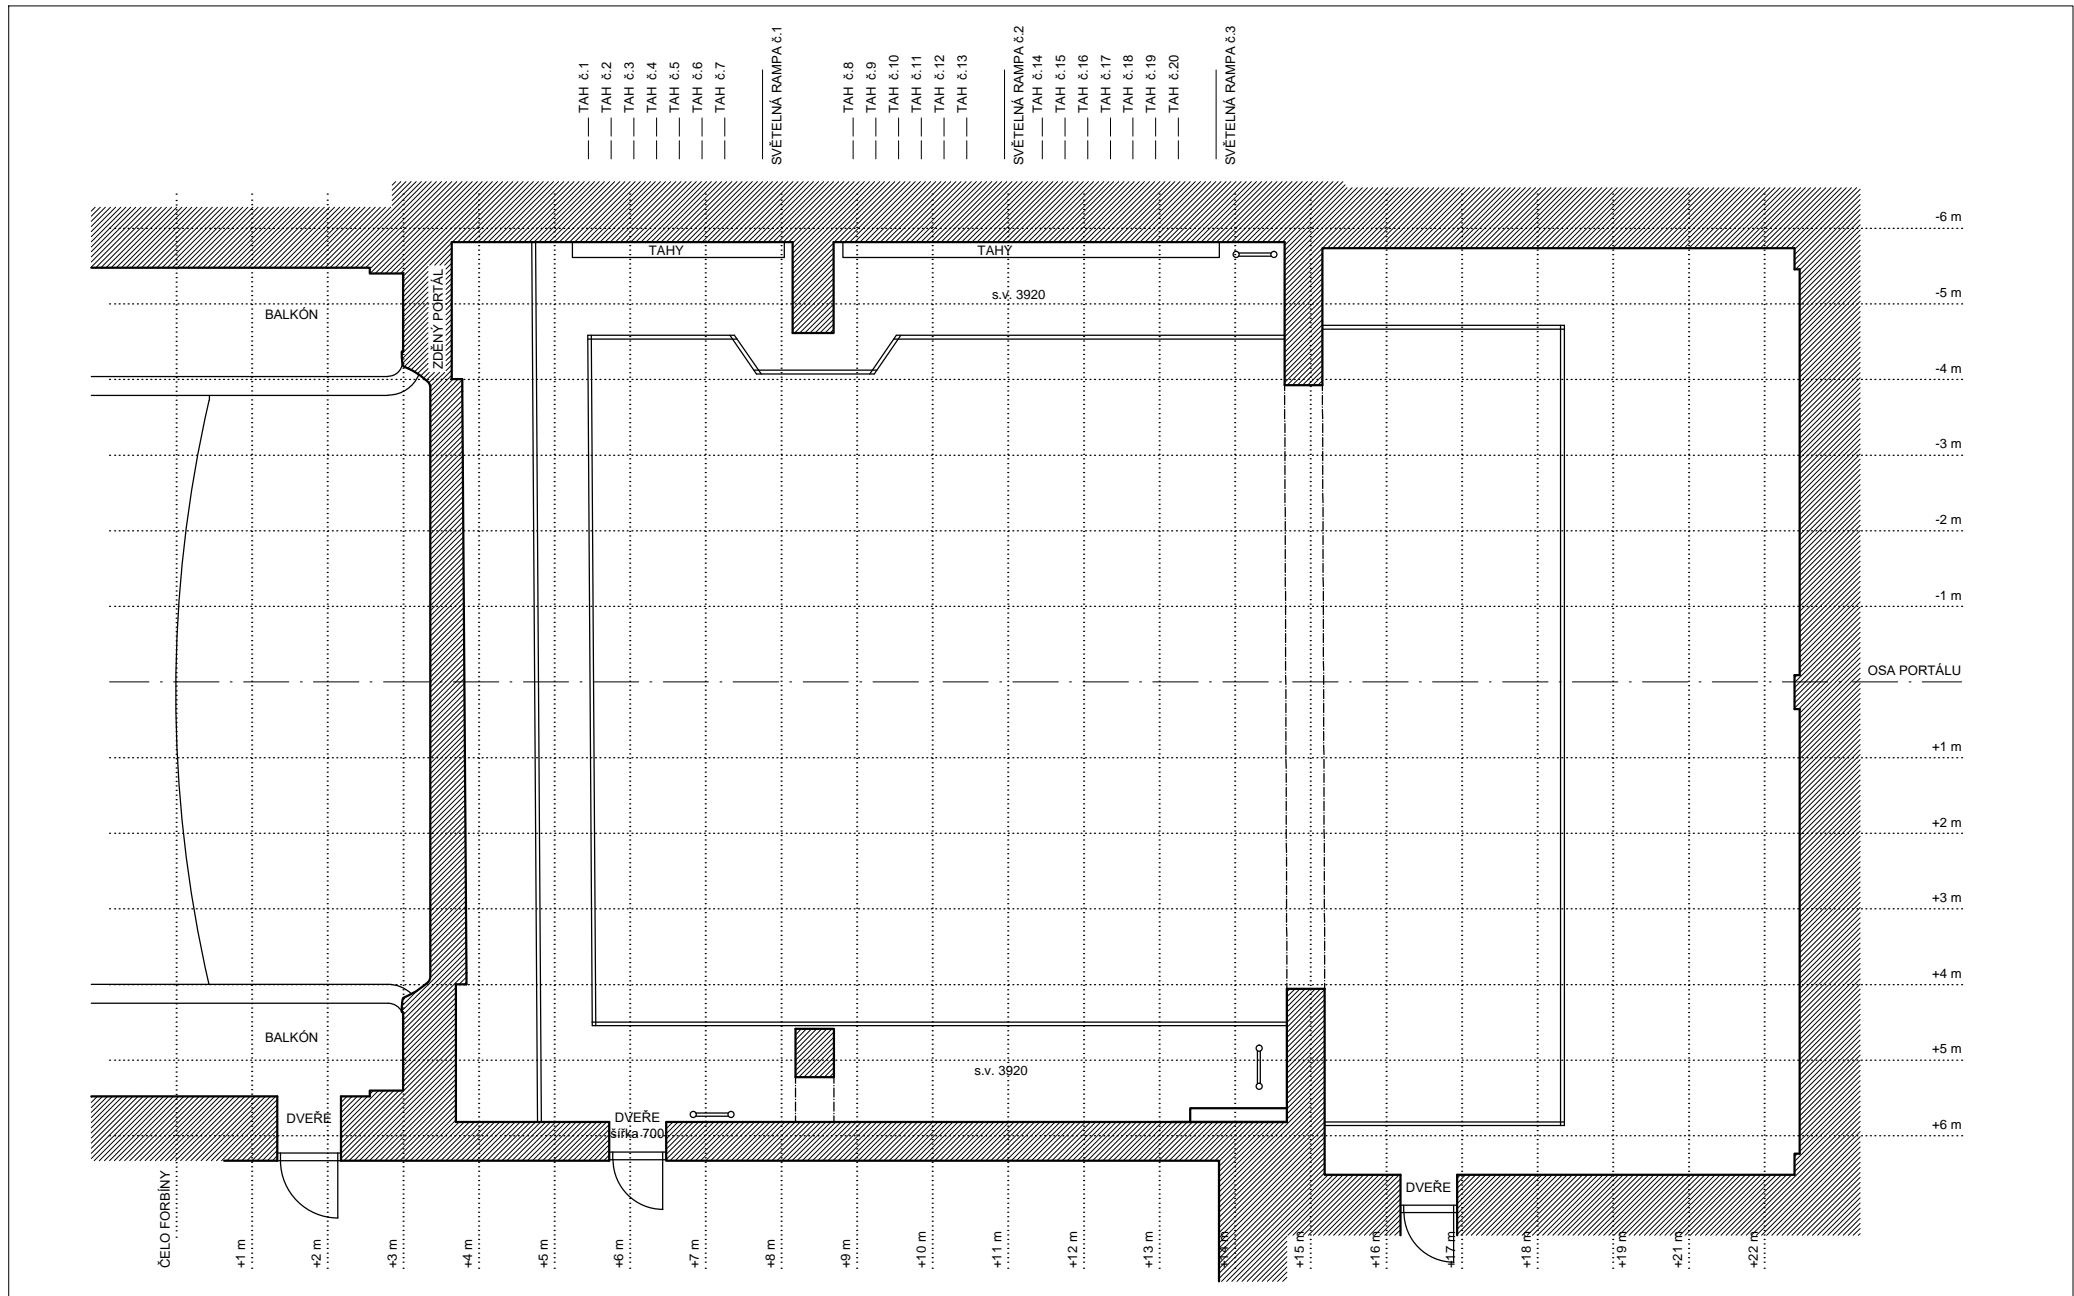 TAH č.1
TAH č.2
TAH č.3
TAH č.4
TAH č.5
TAH č.6
TAH č.7
SVĚTELNÁ RAMPA č.1
TAH č.8
TAH č.9
TAH č.10
TAH č.11
TAH č.12
TAH č.13
SVĚTELNÁ RAMPA č.2
TAH č.14
TAH č.15
TAH č.16
TAH č.17
TAH č.18
TAH č.19
TAH č.20
SVĚTELNÁ RAMPA č.3
-6 m
TAHY
TAHY
s.v. 3920
-5 m
BALKÓN
ZDĚNÝ PORTÁL
-4 m
-3 m
-2 m
-1 m
OSA PORTÁLU
+1 m
+2 m
+3 m
+4 m
BALKÓN
+5 m
s.v. 3920
DVEŘE
DVEŘE
šířka 700
+6 m
DVEŘE
ČELO FORBÍNY
+1 m
+2 m
+3 m
+4 m
+5 m
+6 m
+7 m
+8 m
+9 m
+10 m
+11 m
+12 m
+13 m
+14 m
+15 m
+16 m
+17 m
+18 m
+19 m
+21 m
+22 m